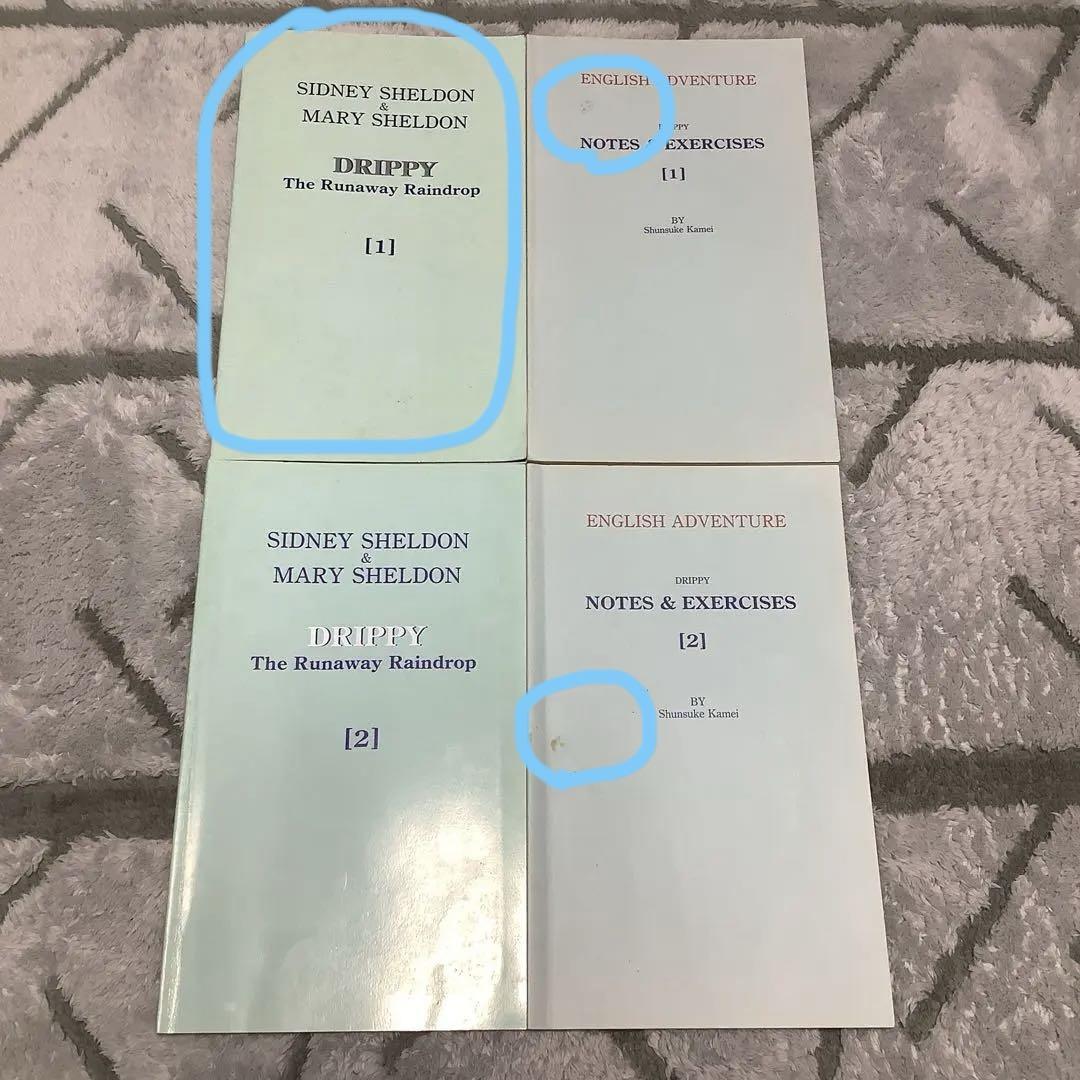 SIDNEY SHELDON
&
MARY SHELDON
DRIPPY
The Runaway Raindrop
[1]
ENGLISH ADVENTURE
DRIPPY
NOTES & EXERCISES
[1]
BY
Shunsuke Kamei
SIDNEY SHELDON
&
MARY SHELDON
DRIPPY
The Runaway Raindrop
[2]
ENGLISH ADVENTURE
DRIPPY
NOTES & EXERCISES
[2]
BY
Shunsuke Kamei